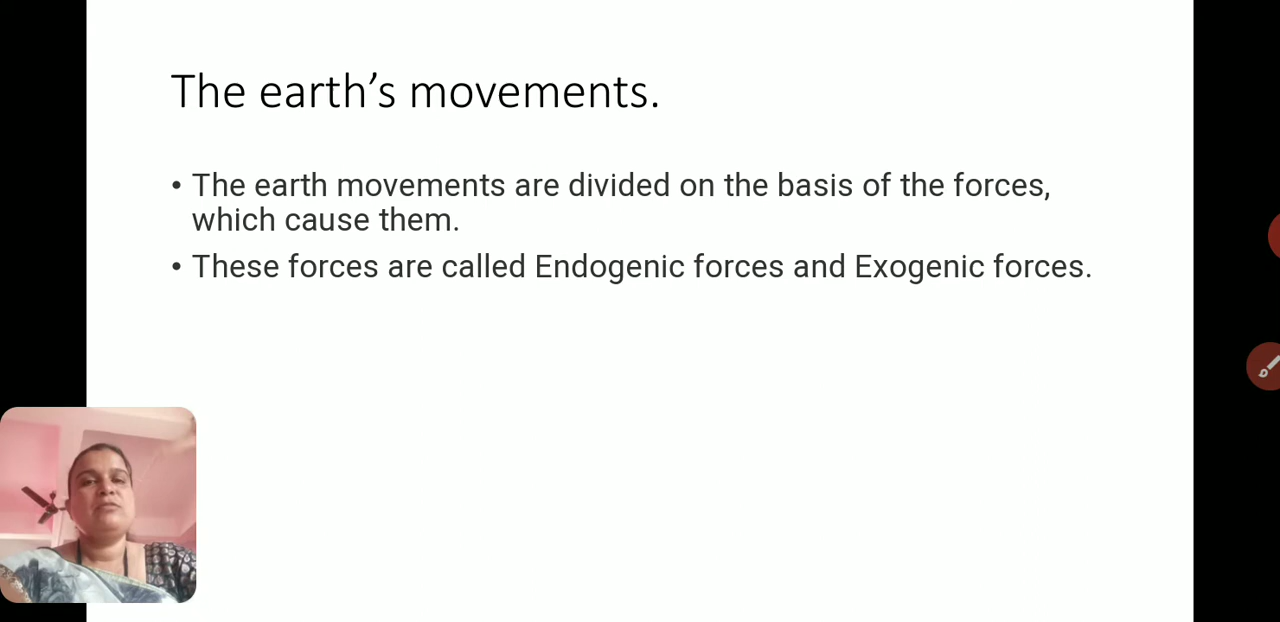 The earth’s movements.
• The earth movements are divided on the basis of the forces,
which cause them.
• These forces are called Endogenic forces and Exogenic forces.